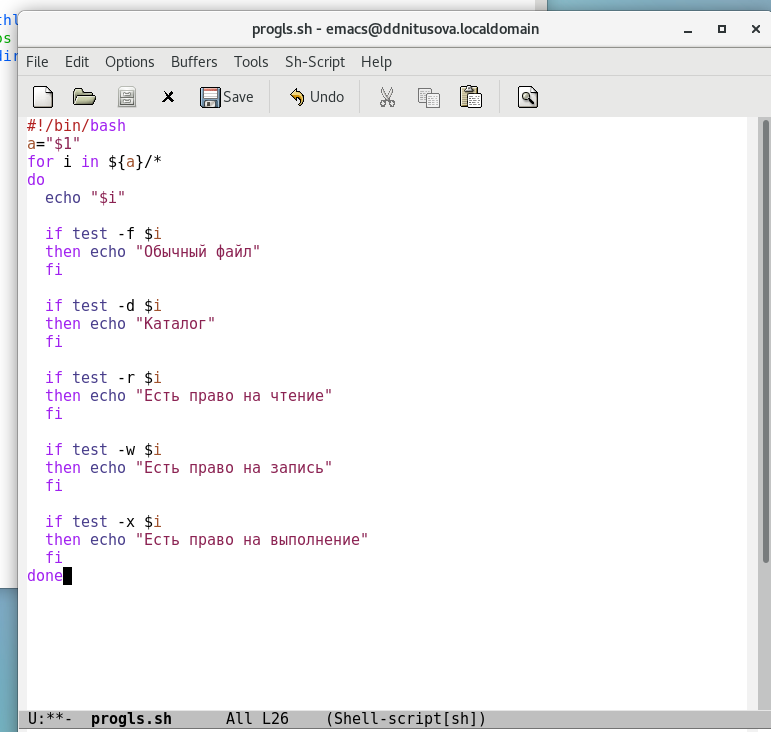 progls.sh - emacs@ddnitusova.localdomain
File Edit Options Buffers Tools Sh-Script Help
Save Undo
#!/bin/bash
a="$1"
for i in ${a}/*
do
  echo "$i"
  if test -f $i
  then echo "Обычный файл"
  fi
  if test -d $i
  then echo "Каталог"
  fi
  if test -r $i
  then echo "Есть право на чтение"
  fi
  if test -w $i
  then echo "Есть право на запись"
  fi
  if test -x $i
  then echo "Есть право на выполнение"
  fi
done
U:**-  progls.sh      All L26    (Shell-script[sh])